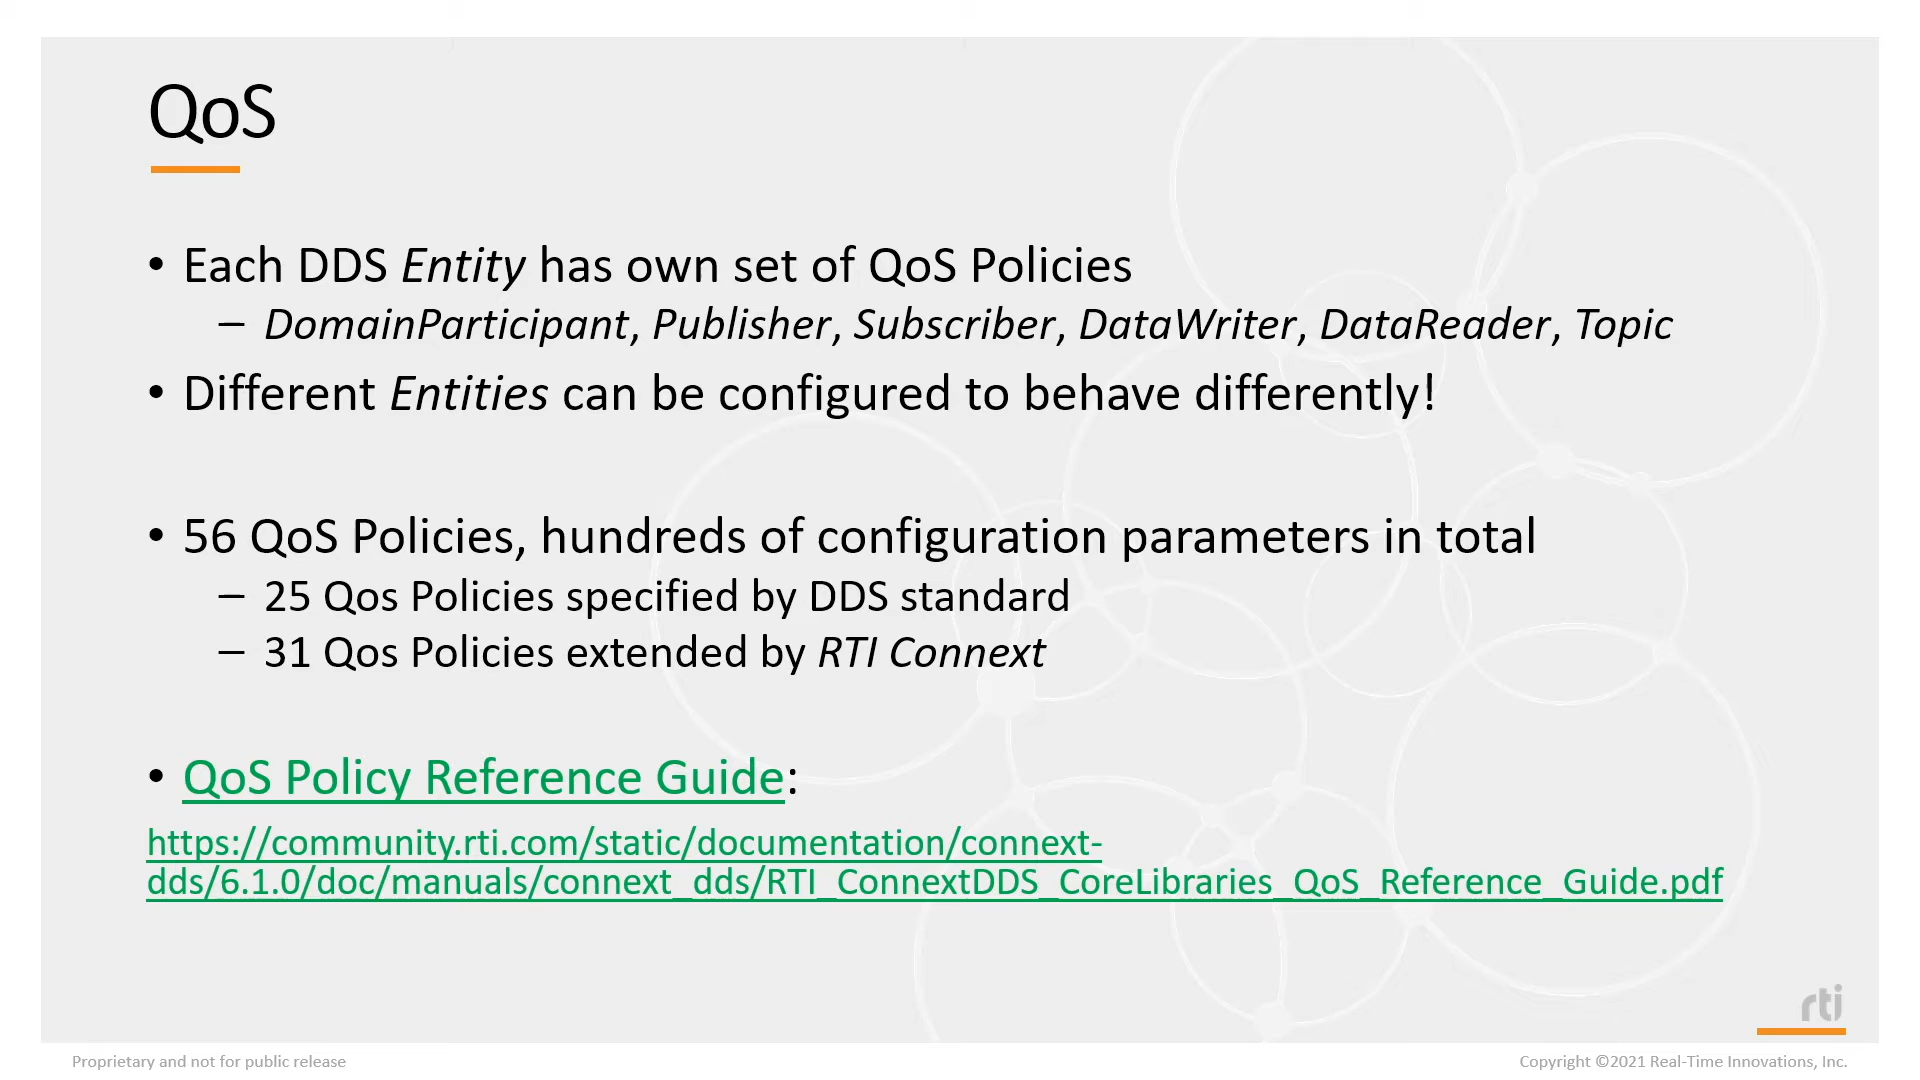 QoS
• Each DDS Entity has own set of QoS Policies
– DomainParticipant, Publisher, Subscriber, DataWriter, DataReader, Topic
• Different Entities can be configured to behave differently!
• 56 QoS Policies, hundreds of configuration parameters in total
– 25 Qos Policies specified by DDS standard
– 31 Qos Policies extended by RTI Connext
• QoS Policy Reference Guide:
https://community.rti.com/static/documentation/connext-
dds/6.1.0/doc/manuals/connext_dds/RTI_ConnextDDS_CoreLibraries_QoS_Reference_Guide.pdf
rti
Proprietary and not for public release
Copyright ©2021 Real-Time Innovations, Inc.